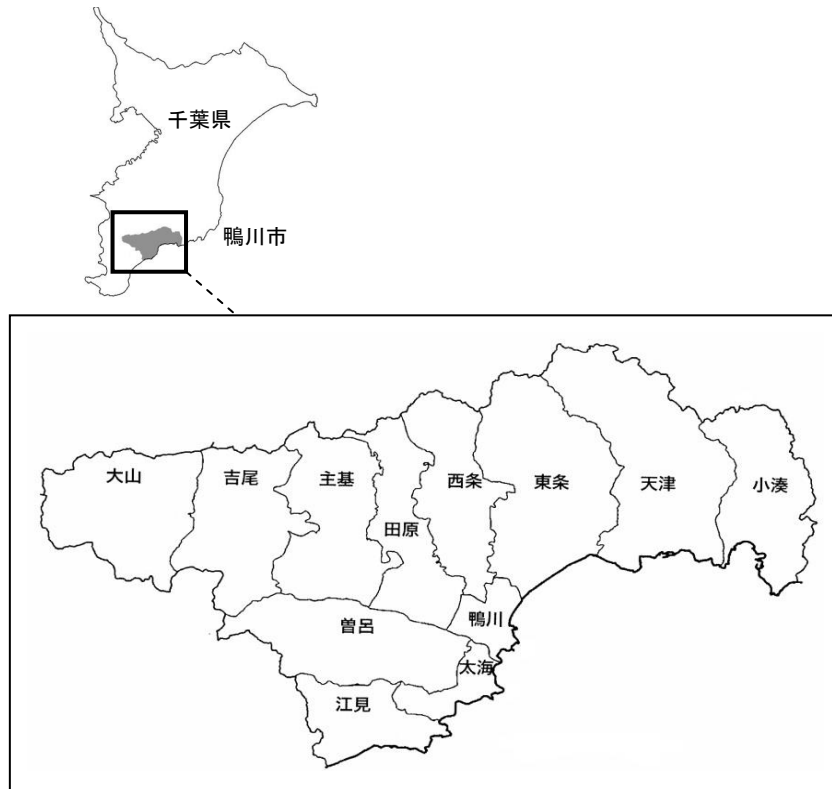 千葉県
鴨川市
大山
吉尾
主基
田原
西条
東条
天津
小湊
曽呂
鴨川
太海
江見